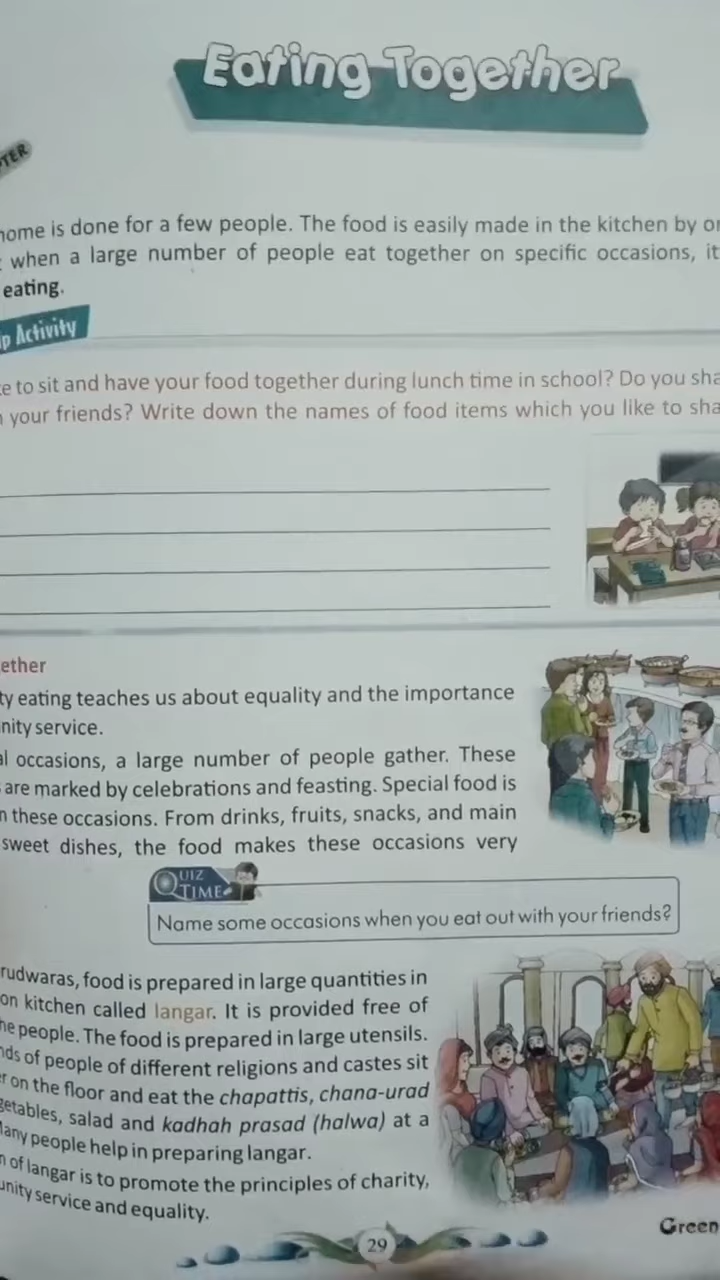 Eating Together
TER
home is done for a few people. The food is easily made in the kitchen by
when a large number of people eat together on specific occasions, it
eating.
p Activity
e to sit and have your food together during lunch time in school? Do you sha
your friends? Write down the names of food items which you like to sha
ether
ty eating teaches us about equality and the importance
nity service.
al occasions, a large number of people gather. These
are marked by celebrations and feasting. Special food is
n these occasions. From drinks, fruits, snacks, and main
sweet dishes, the food makes these occasions very
QUIZ
TIME
Name some occasions when you eat out with your friends?
rudwaras, food is prepared in large quantities in
on kitchen called langar. It is provided free of
he people. The food is prepared in large utensils.
nds of people of different religions and castes sit
r on the floor and eat the chapattis, chana-urad
getables, salad and kadhah prasad (halwa) at a
Many people help in preparing langar.
n of langar is to promote the principles of charity,
unity service and equality.
29
Green